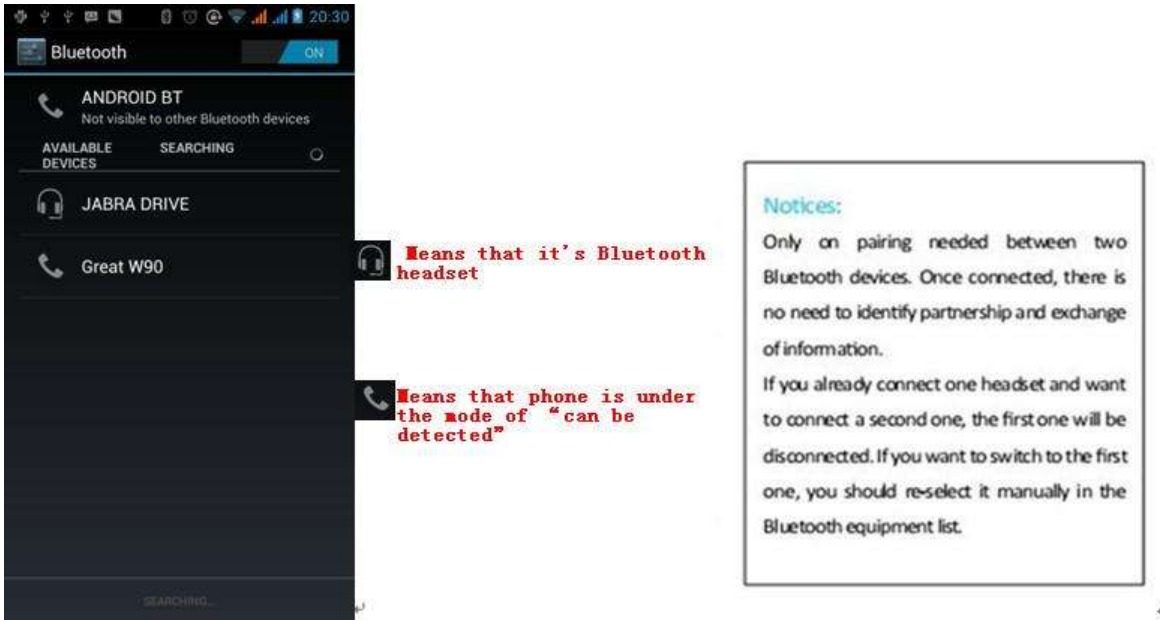 20:30
Bluetooth
ON
ANDROID BT
Not visible to other Bluetooth devices
AVAILABLE DEVICES
SEARCHING
JABRA DRIVE
Great W90
SEARCHING...
Means that it's Bluetooth
headset
Means that phone is under
the mode of “can be
detected”
Notices:
Only on pairing needed between two
Bluetooth devices. Once connected, there is
no need to identify partnership and exchange
of information.
If you already connect one headset and want
to connect a second one, the first one will be
disconnected. If you want to switch to the first
one, you should re-select it manually in the
Bluetooth equipment list.